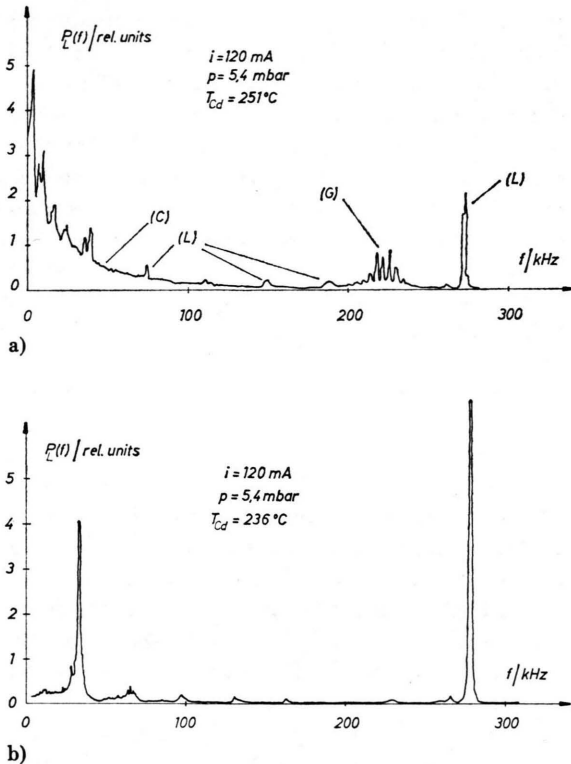 P_L(f) / rel. units
i = 120 mA
p = 5,4 mbar
T_Cd = 251°C
5
4
3
2
1
0
(C)
(L)
(G)
(L)
f / kHz
0
100
200
300
a)
P_L(f) / rel. units
i = 120 mA
p = 5,4 mbar
T_Cd = 236°C
5
4
3
2
1
0
f / kHz
0
100
200
300
b)